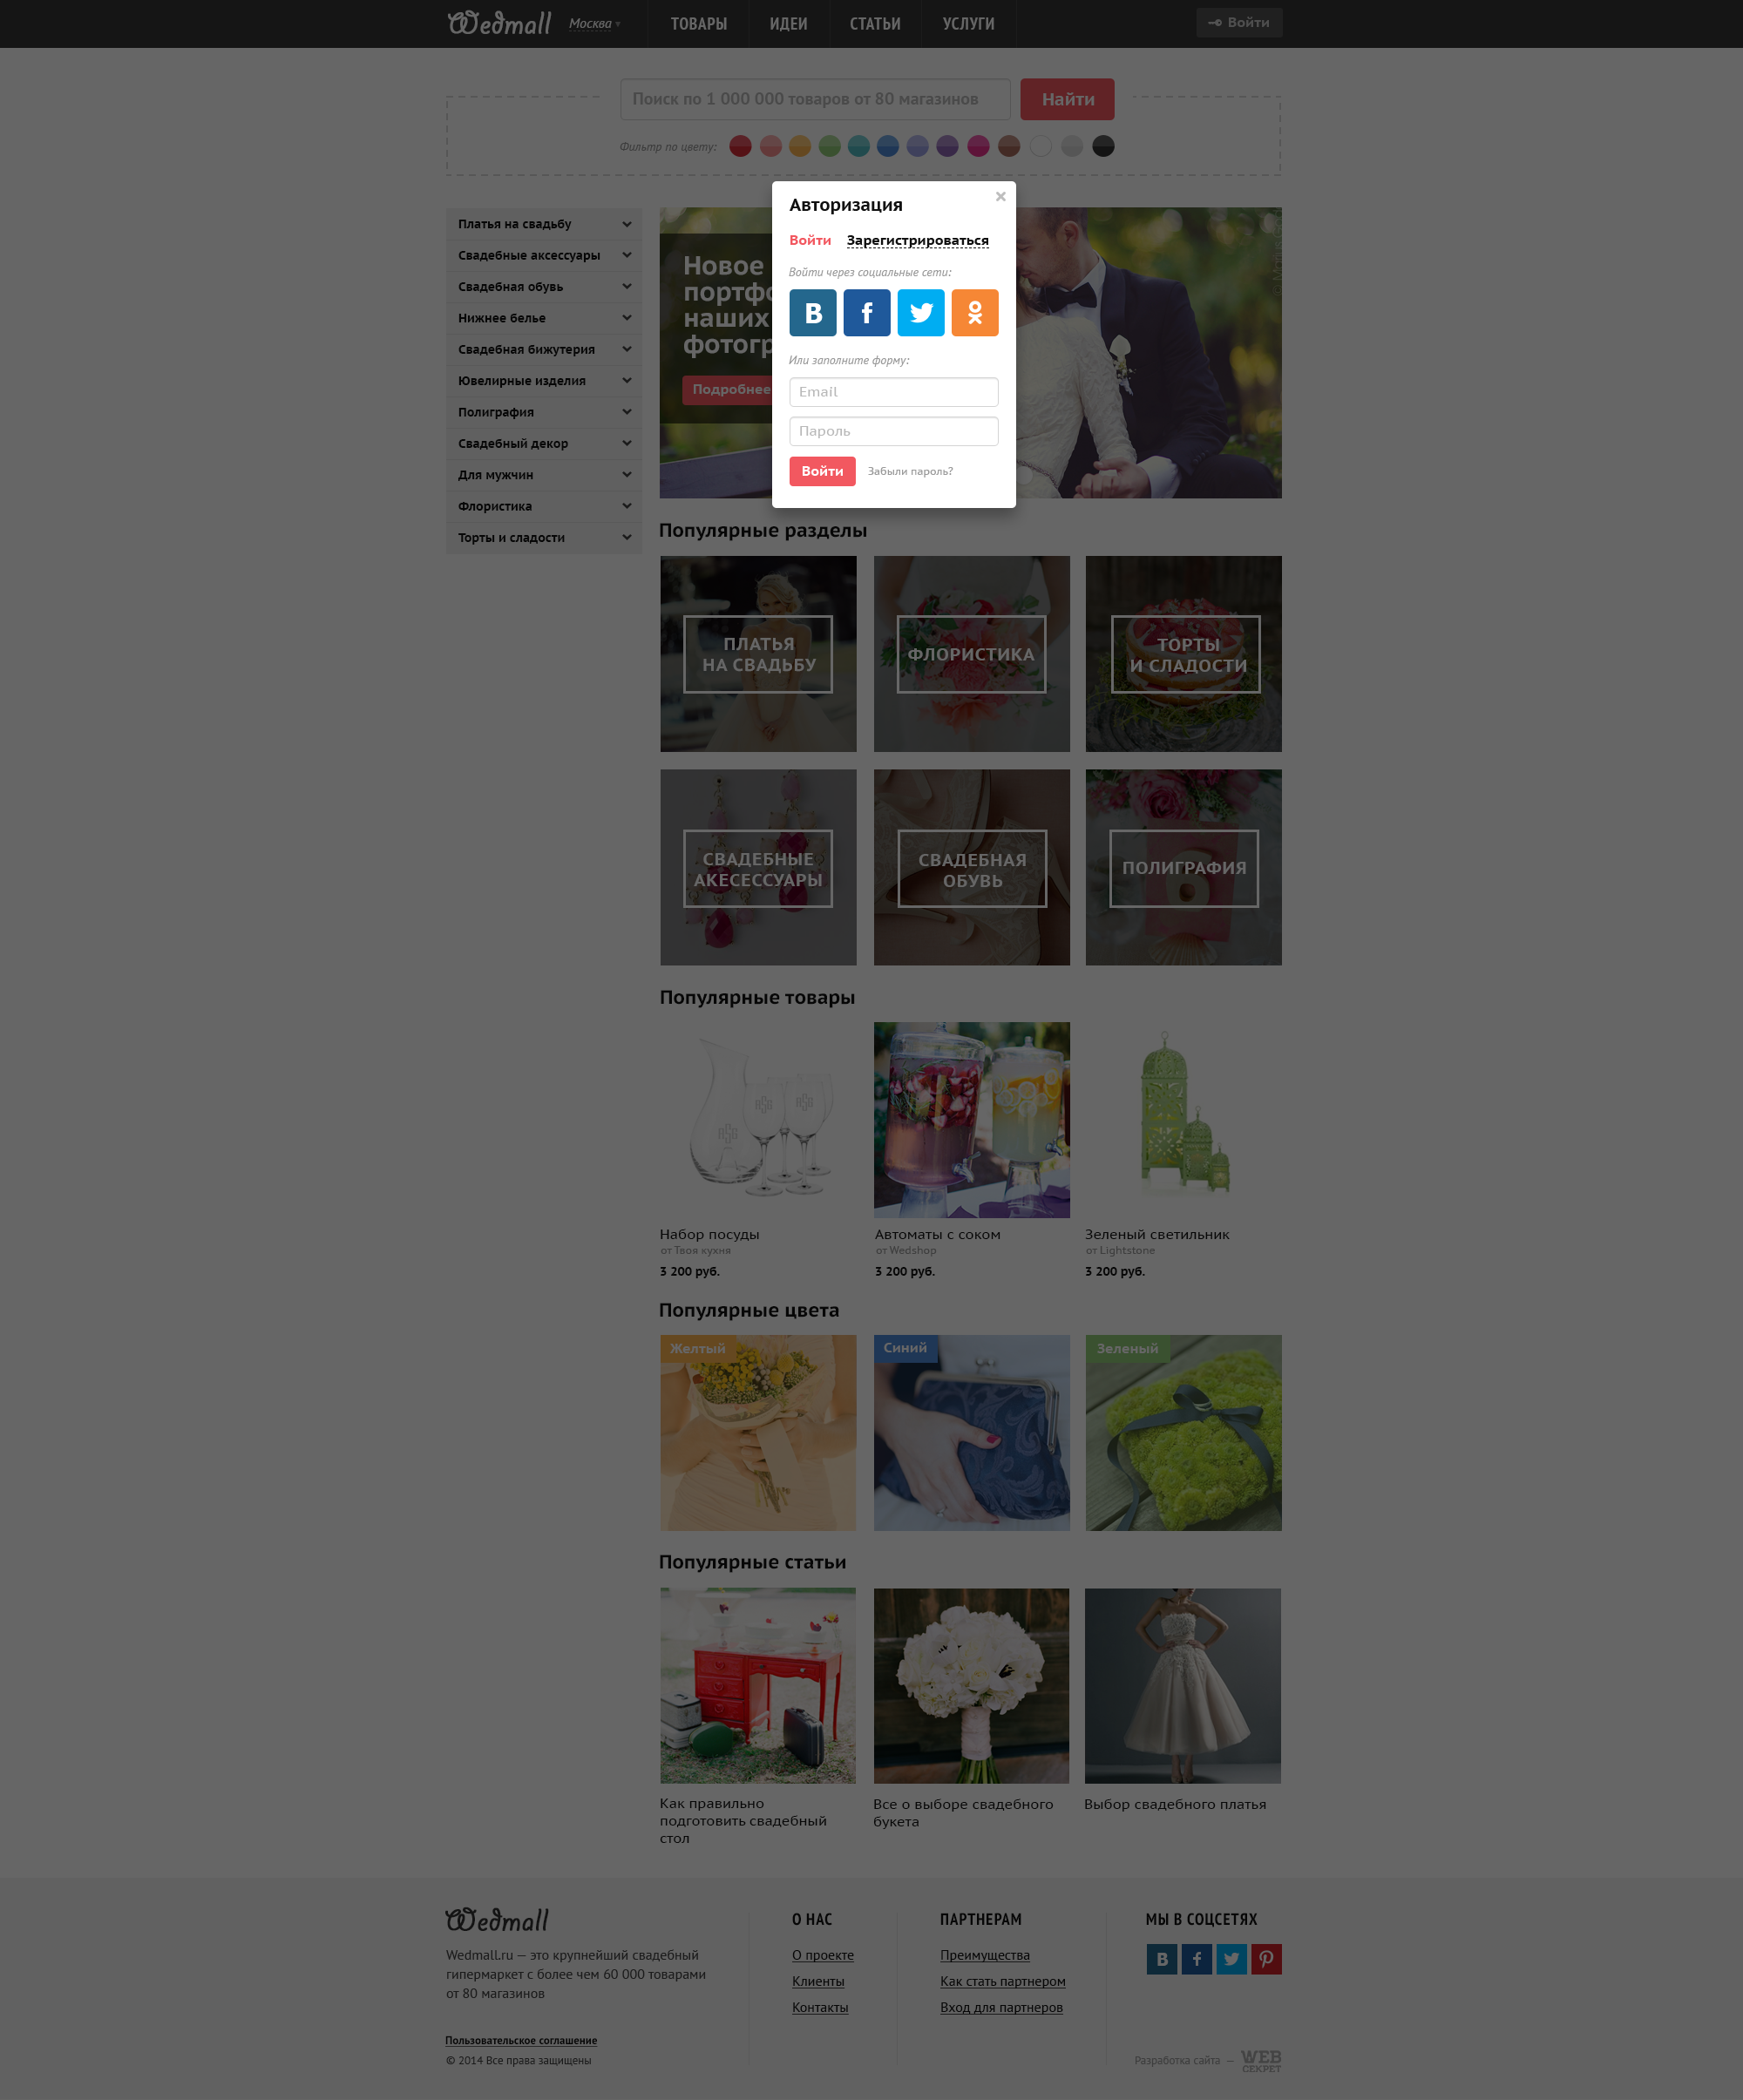 Wedmall
Москва ▾
ТОВАРЫ
ИДЕИ
СТАТЬИ
УСЛУГИ
Войти
Поиск по 1 000 000 товаров от 80 магазинов
Найти
Фильтр по цвету:
Платья на свадьбу
Свадебные аксессуары
Свадебная обувь
Нижнее белье
Свадебная бижутерия
Ювелирные изделия
Полиграфия
Свадебный декор
Для мужчин
Флористика
Торты и сладости
Новое
наших
Подробнее
Авторизация
×
Войти
Зарегистрироваться
Войти через социальные сети:
Или заполните форму:
Email
Пароль
Войти
Забыли пароль?
Популярные разделы
ПЛАТЬЯ
НА СВАДЬБУ
ФЛОРИСТИКА
ТОРТЫ
И СЛАДОСТИ
СВАДЕБНЫЕ
АКЕСЕССУАРЫ
СВАДЕБНАЯ
ОБУВЬ
ПОЛИГРАФИЯ
Популярные товары
Набор посуды
от Твоя кухня
3 200 руб.
Автоматы с соком
от Wedshop
3 200 руб.
Зеленый светильник
от Lightstone
3 200 руб.
Популярные цвета
Желтый
Синий
Зеленый
Популярные статьи
Как правильно
подготовить свадебный
стол
Все о выборе свадебного
букета
Выбор свадебного платья
Wedmall
Wedmall.ru — это крупнейший свадебный
гипермаркет с более чем 60 000 товарами
от 80 магазинов
Пользовательское соглашение
© 2014 Все права защищены
О НАС
О проекте
Клиенты
Контакты
ПАРТНЕРАМ
Преимущества
Как стать партнером
Вход для партнеров
МЫ В СОЦСЕТЯХ
Разработка сайта —
WEB
СЕКРЕТ